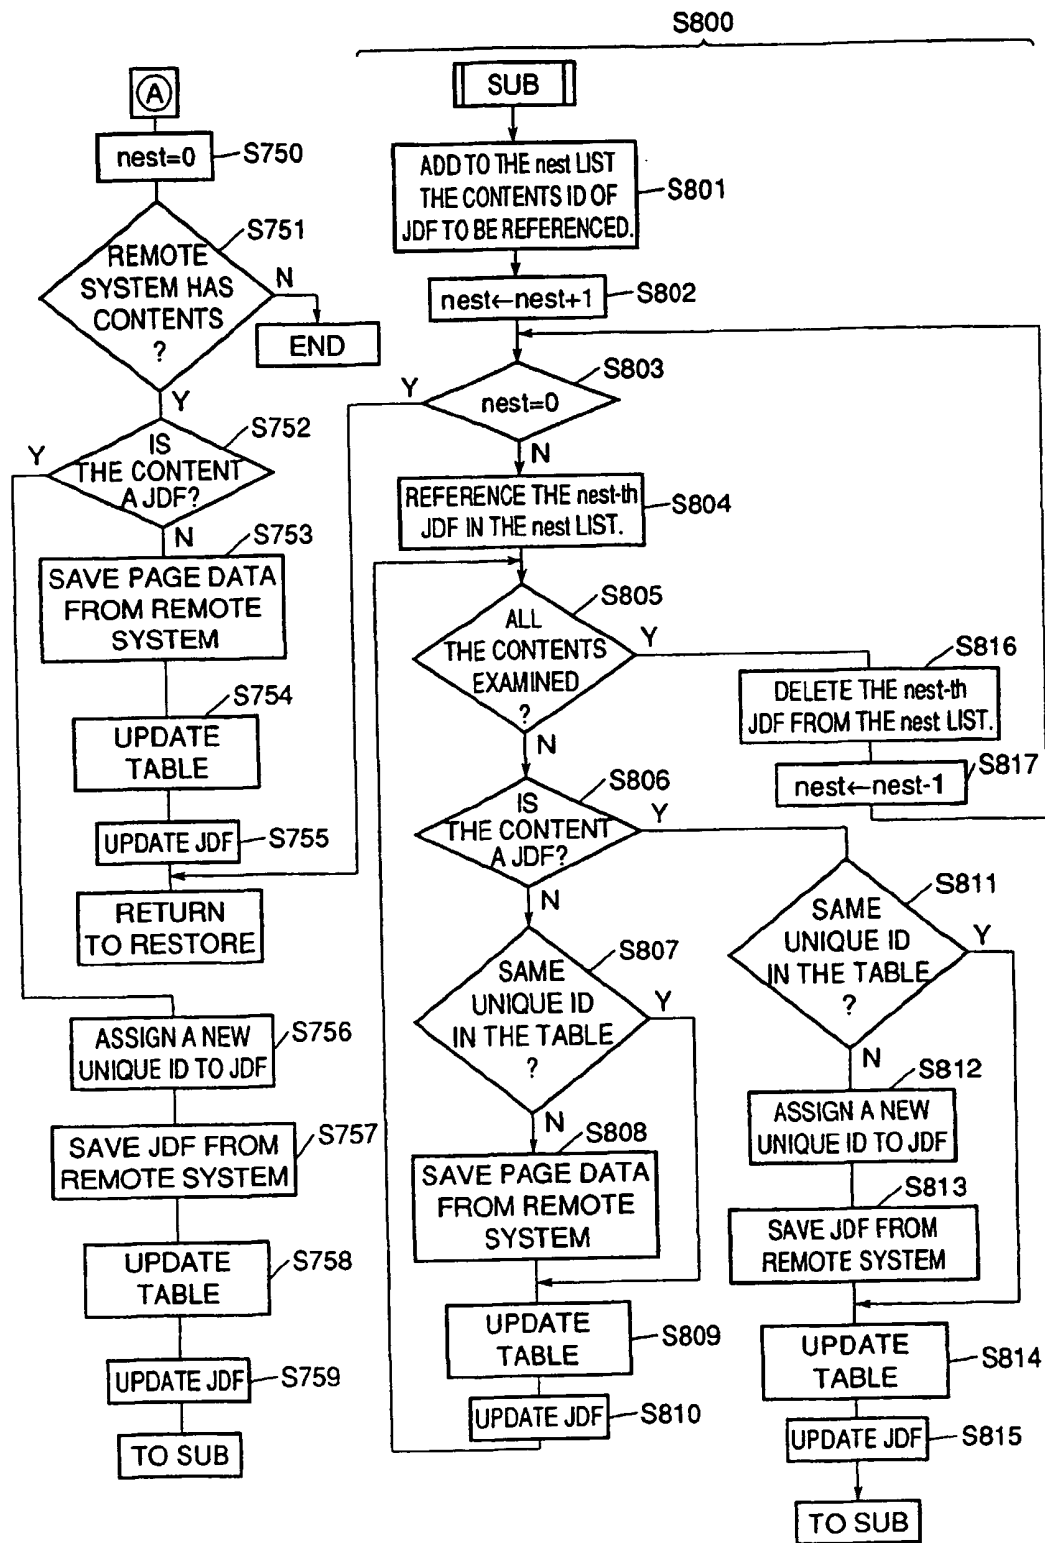 S800
A
nest=0
S750
REMOTE
SYSTEM HAS
CONTENTS
?
S751
N
END
Y
IS
THE CONTENT
A JDF?
S752
Y
N
SAVE PAGE DATA
FROM REMOTE
SYSTEM
S753
UPDATE
TABLE
S754
UPDATE JDF
S755
RETURN
TO RESTORE
ASSIGN A NEW
UNIQUE ID TO JDF
S756
SAVE JDF FROM
REMOTE SYSTEM
S757
UPDATE
TABLE
S758
UPDATE JDF
S759
TO SUB
SUB
ADD TO THE nest LIST
THE CONTENTS ID OF
JDF TO BE REFERENCED.
S801
nest←nest+1
S802
nest=0
S803
Y
N
REFERENCE THE nest-th
JDF IN THE nest LIST.
S804
ALL
THE CONTENTS
EXAMINED
?
S805
Y
N
IS
THE CONTENT
A JDF?
S806
Y
N
SAME
UNIQUE ID
IN THE TABLE
?
S807
Y
N
SAVE PAGE DATA
FROM REMOTE
SYSTEM
S808
UPDATE
TABLE
S809
UPDATE JDF
S810
DELETE THE nest-th
JDF FROM THE nest LIST.
S816
nest←nest-1
S817
SAME
UNIQUE ID
IN THE TABLE
?
S811
Y
N
ASSIGN A NEW
UNIQUE ID TO JDF
S812
SAVE JDF FROM
REMOTE SYSTEM
S813
UPDATE
TABLE
S814
UPDATE JDF
S815
TO SUB